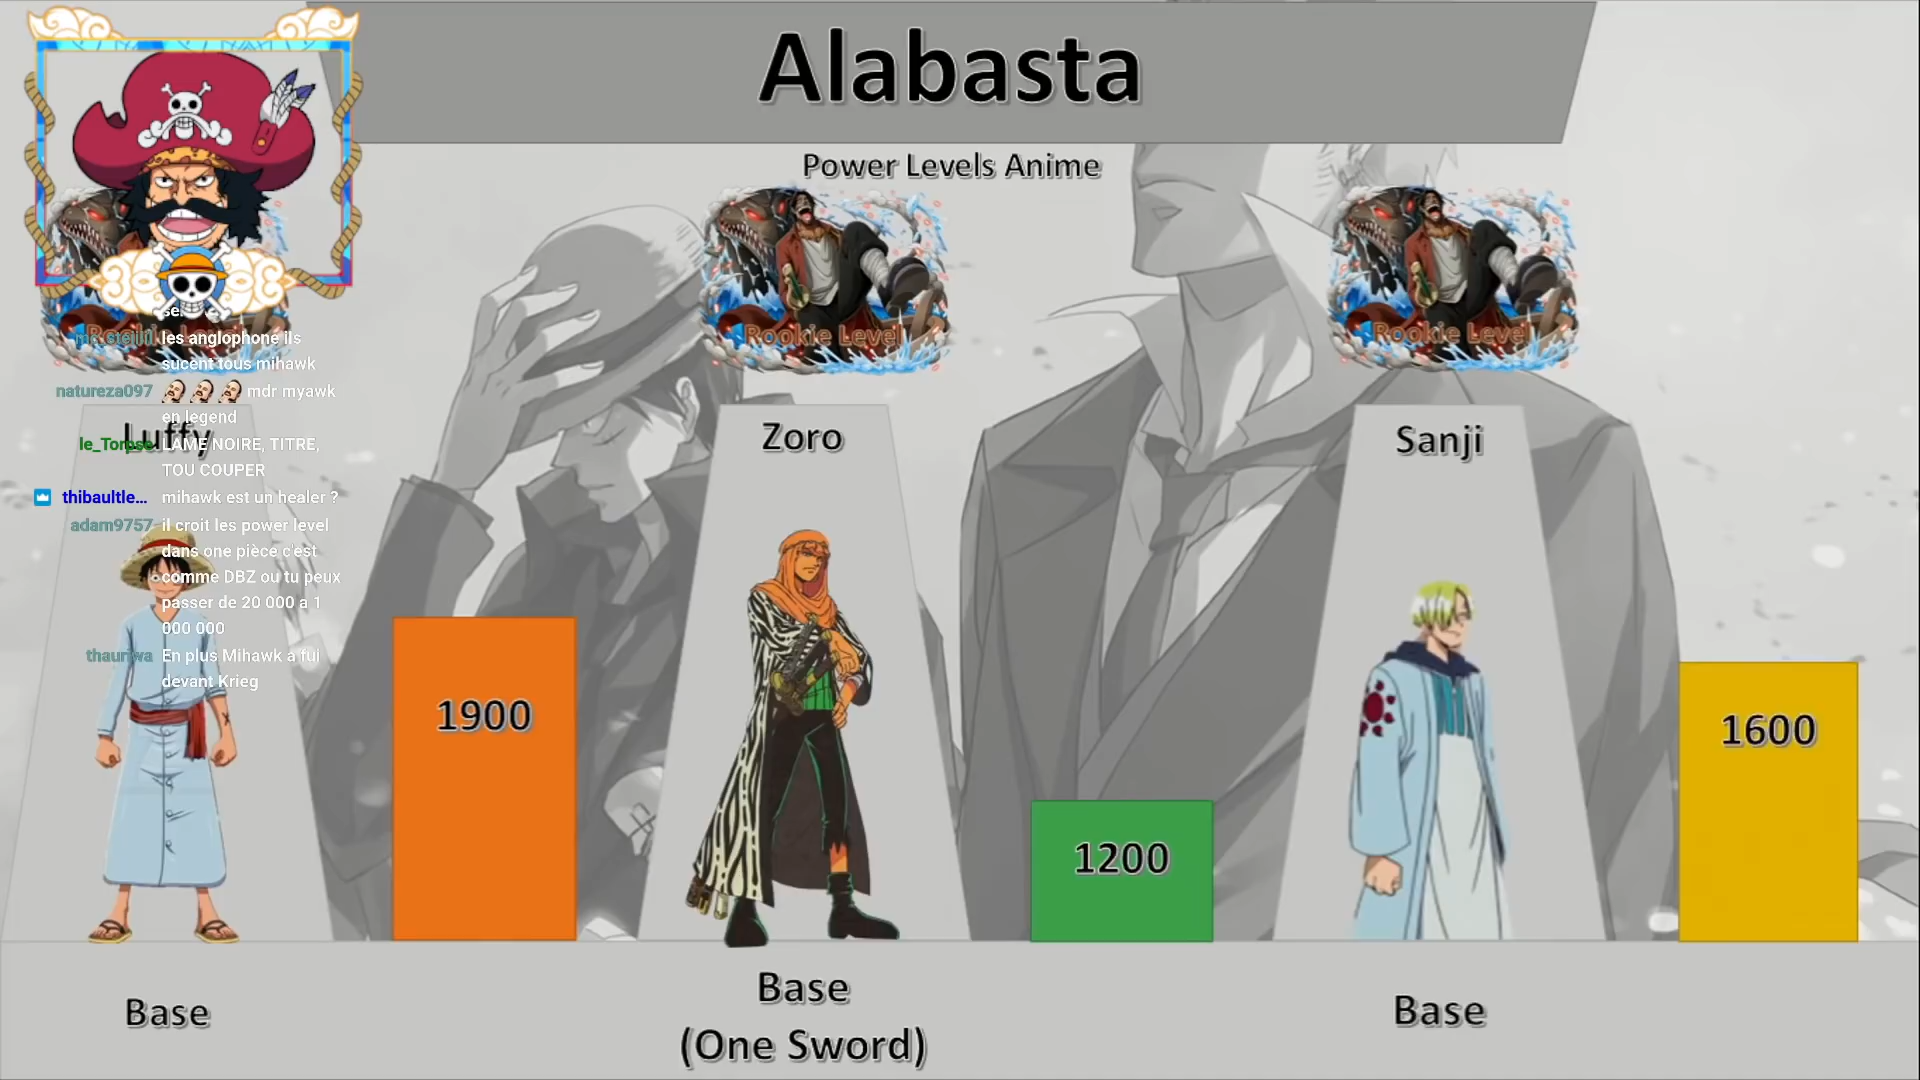 Alabasta
Power Levels Anime
Rookie Level
Rookie Level
Rookie Level
les anglophone ils
sucent tous mihawk
natureza097 mdr myawk
en legend
Luffy
Zoro
Sanji
LAME NOIRE, TITRE,
TOU COUPER
thibaultle... mihawk est un healer ?
adam9757 il croit les power level
dans one pièce c'est
comme DBZ ou tu peux
passer de 20 000 a 1
000 000
En plus Mihawk a fui
devant Krieg
1900
1200
1600
Base
Base
(One Sword)
Base